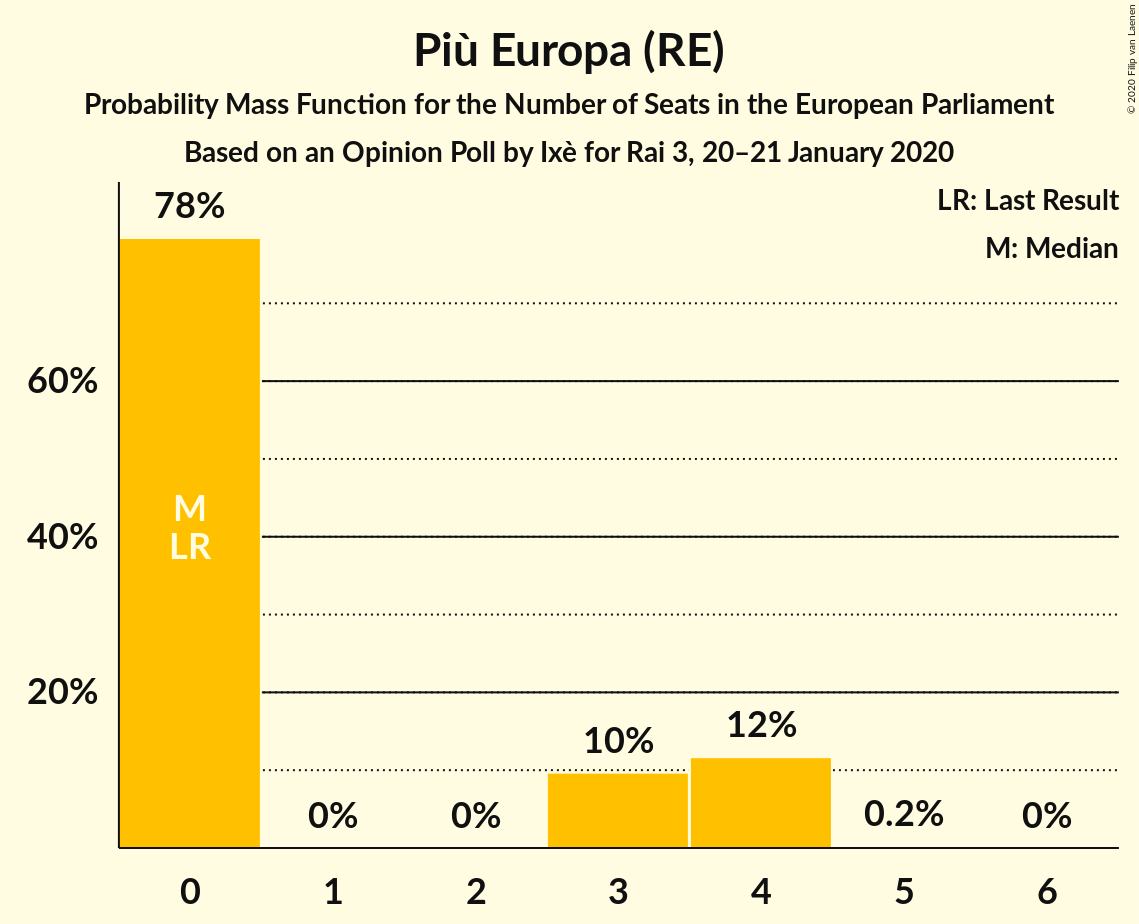 Più Europa (RE)
Probability Mass Function for the Number of Seats in the European Parliament
Based on an Opinion Poll by Ixè for Rai 3, 20–21 January 2020
© 2020 Filip van Laenen
LR: Last Result
M: Median
78%
60%
40%
20%
M
LR
0%
0%
10%
12%
0.2%
0%
0 1 2 3 4 5 6